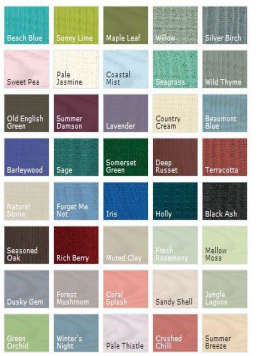 Beach Blue
Sunny Lime
Maple Leaf
Willow
Silver Birch
Sweet Pea
Pale
Jasmine
Coastal
Mist
Seagrass
Wild Thyme
Old English
Green
Summer
Damson
Lavender
Country
Cream
Beaumont
Blue
Barleywood
Sage
Somerset
Green
Deep
Russet
Terracotta
Natural
Stone
Forget Me
Not
Iris
Holly
Black Ash
Seasoned
Oak
Rich Berry
Muted Clay
Fresh
Rosemary
Mellow
Moss
Dusky Gem
Forest
Mushroom
Coral
Splash
Sandy Shell
Jungle
Lagoon
Green
Orchid
Winter's
Night
Pale Thistle
Crushed
Chilli
Summer
Breeze